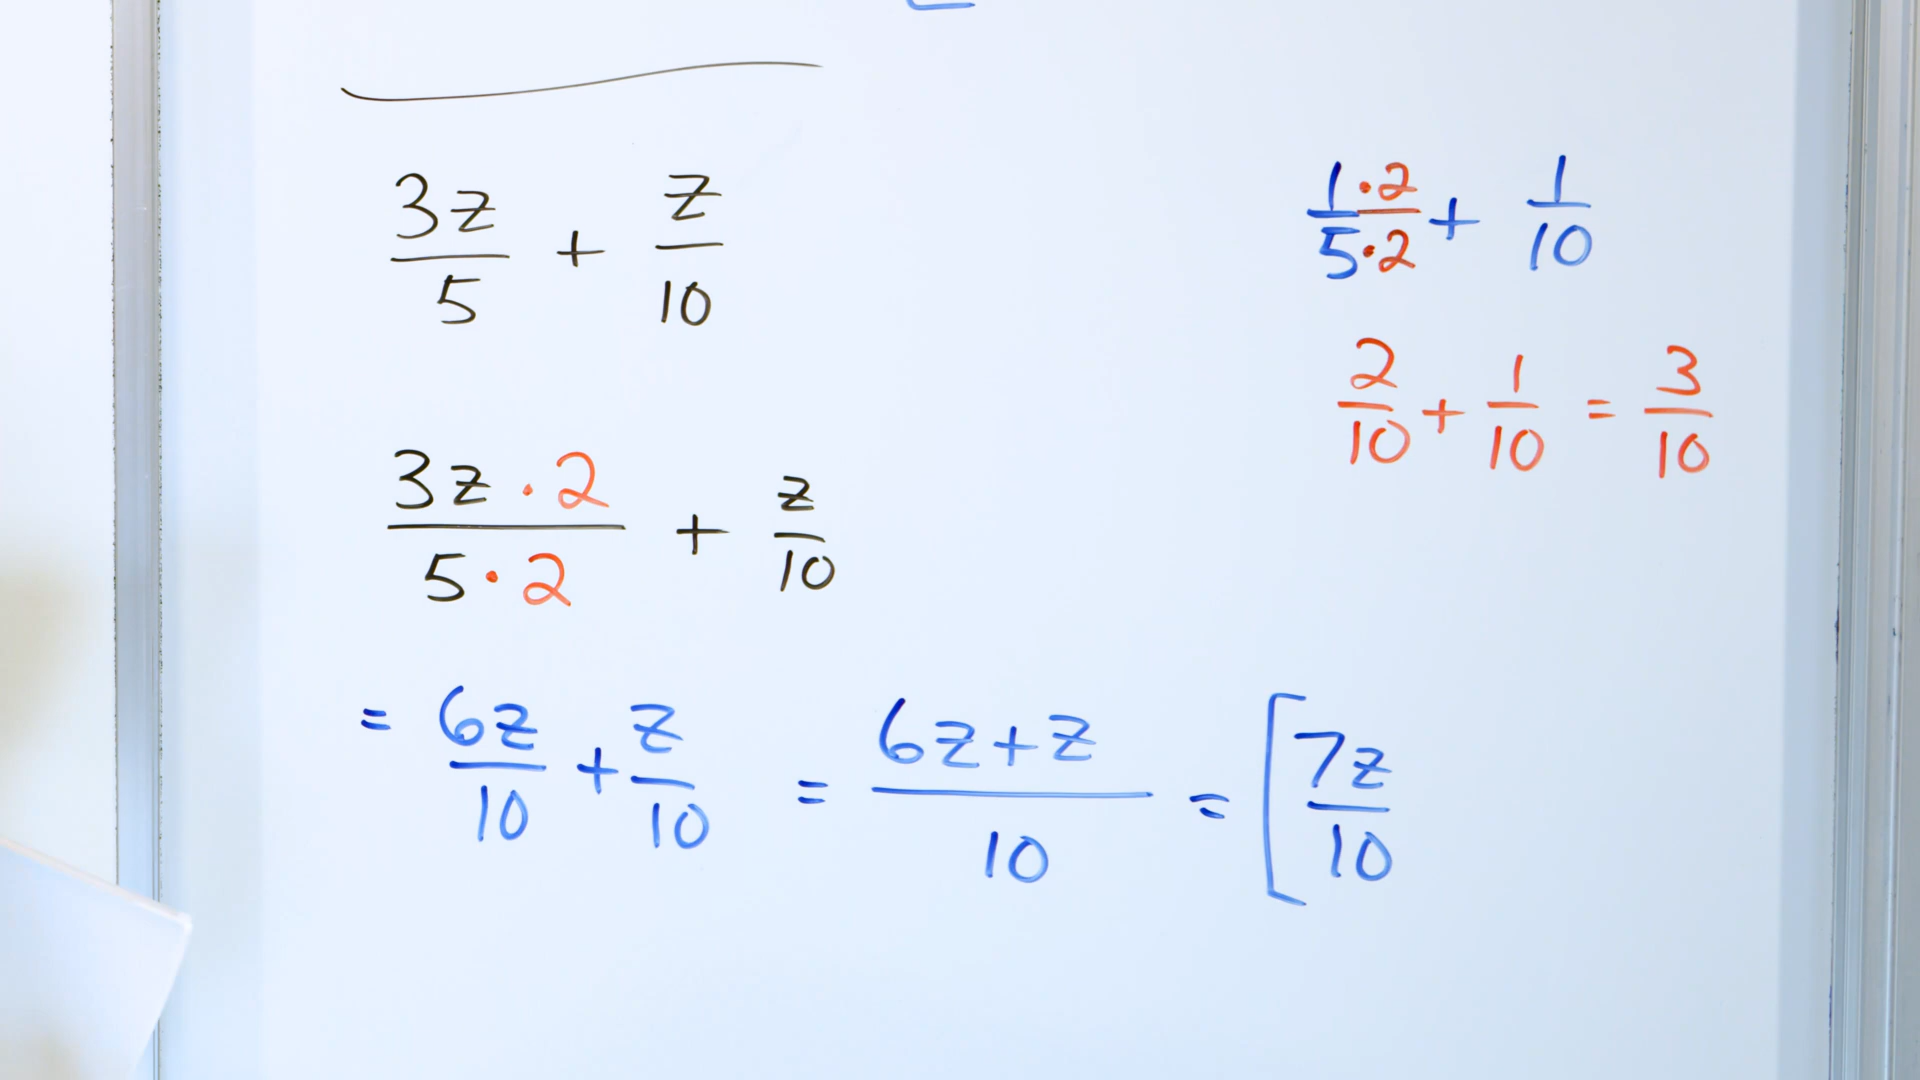 3z/5 + z/10
3z · 2/5 · 2 + z/10
= 6z/10 + z/10 = 6z+z/10 = [7z/10
1·2/5·2 + 1/10
2/10 + 1/10 = 3/10